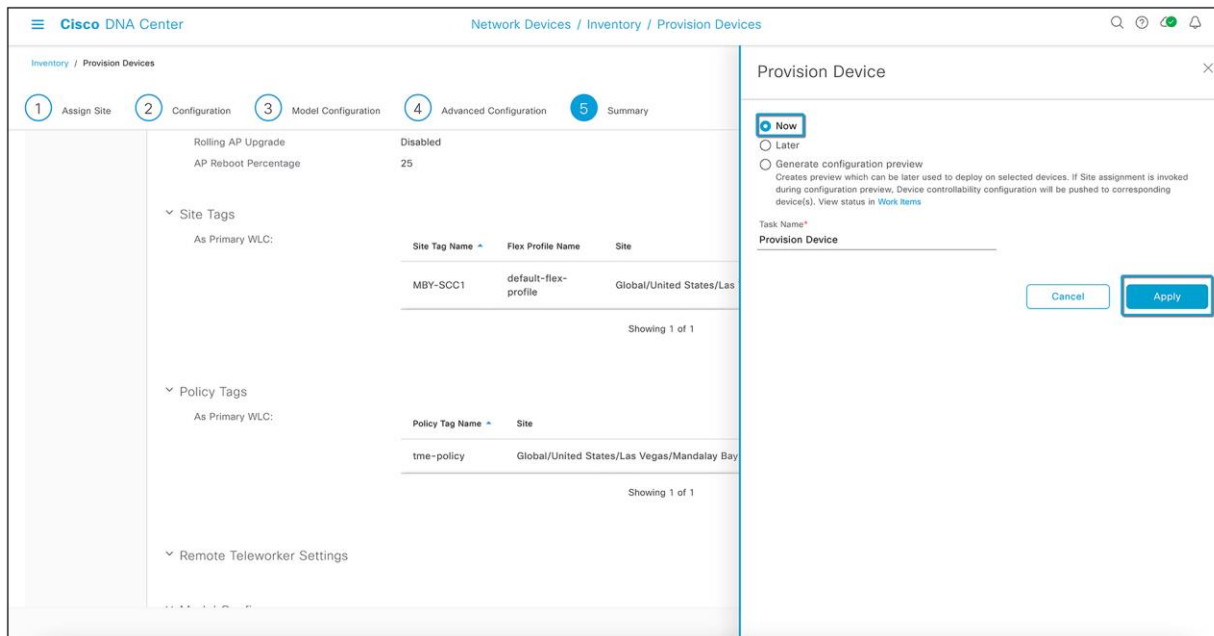 Cisco DNA Center
Network Devices / Inventory / Provision Devices
Inventory / Provision Devices
1 Assign Site 2 Configuration 3 Model Configuration 4 Advanced Configuration 5 Summary
Rolling AP Upgrade Disabled
AP Reboot Percentage 25
Site Tags
As Primary WLC:
Site Tag Name Flex Profile Name Site
MBY-SCC1 default-flex-profile Global/United States/Las
Showing 1 of 1
Policy Tags
As Primary WLC:
Policy Tag Name Site
tme-policy Global/United States/Las Vegas/Mandalay Bay
Showing 1 of 1
Remote Teleworker Settings
Provision Device
Now
Later
Generate configuration preview
Creates preview which can be later used to deploy on selected devices. If Site assignment is invoked
during configuration preview, Device controllability configuration will be pushed to corresponding
device(s). View status in Work Items
Task Name*
Provision Device
Cancel Apply